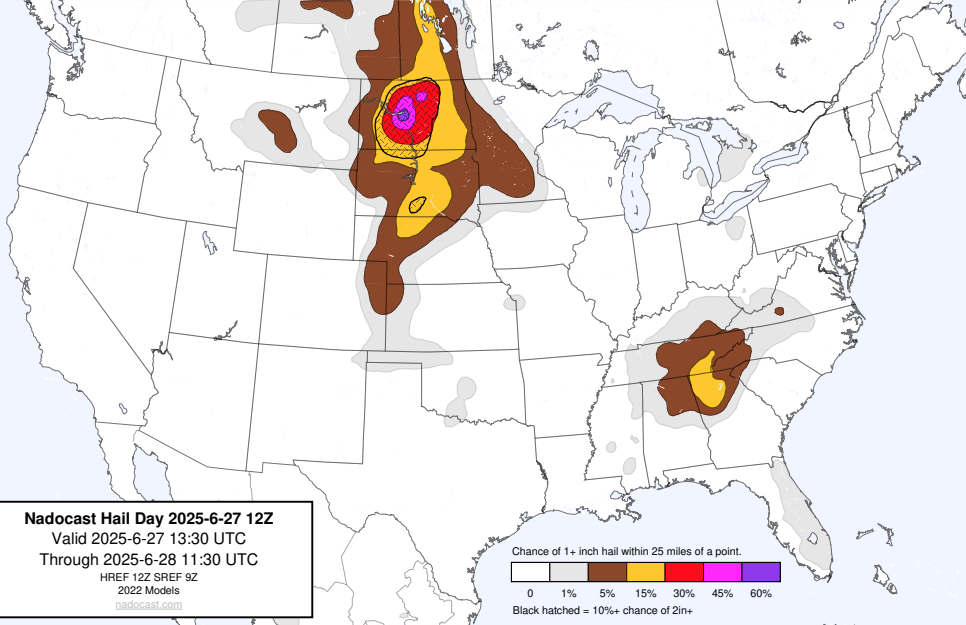 Nadocast Hail Day 2025-6-27 12Z
Valid 2025-6-27 13:30 UTC
Through 2025-6-28 11:30 UTC
HREF 12Z SREF 9Z
2022 Models
nadocast.com
Chance of 1+ inch hail within 25 miles of a point.
0 1% 5% 15% 30% 45% 60%
Black hatched = 10%+ chance of 2in+